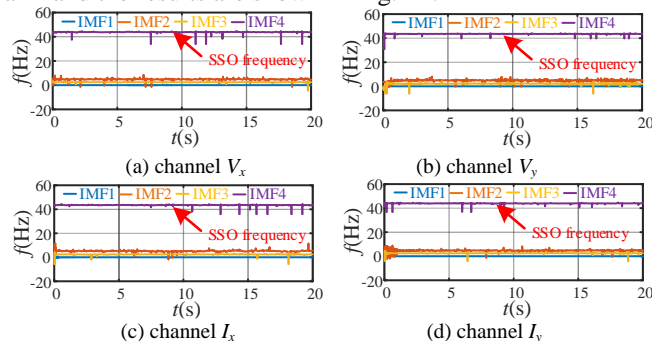 60
IMF1 IMF2 IMF3 IMF4
40
20
0
-20
f(Hz)
SSO frequency
0 5 10 15 20
t(s)
(a) channel Vx
60
IMF1 IMF2 IMF3 IMF4
40
20
0
-20
f(Hz)
SSO frequency
0 5 10 15 20
t(s)
(b) channel Vy
60
IMF1 IMF2 IMF3 IMF4
40
20
0
-20
f(Hz)
SSO frequency
0 5 10 15 20
t(s)
(c) channel Ix
60
IMF1 IMF2 IMF3 IMF4
40
20
0
-20
f(Hz)
SSO frequency
0 5 10 15 20
t(s)
(d) channel Iy